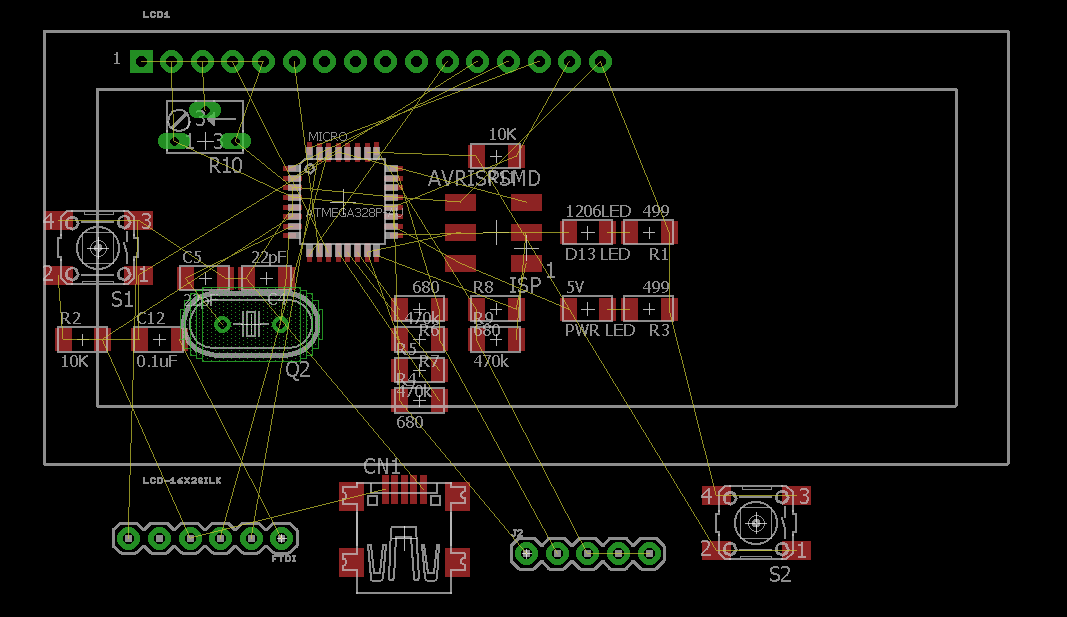 LCD1
1
3
1 3
R10
MICRO
ATMEGA328P
10K
AVRISPSMD
1206LED 499
D13 LED R1
ISP 1
4 3
2 1
S1
C5 22pF
22pF C4
680 R8
5V 499
PWR LED R3
470k R9
R6 680
R2 C12
10K 0.1uF
Q2
R5
R7 470k
R4
470k
680
CN1
LCD-16X2SILK
FTDI
J2
4 3
2 1
S2